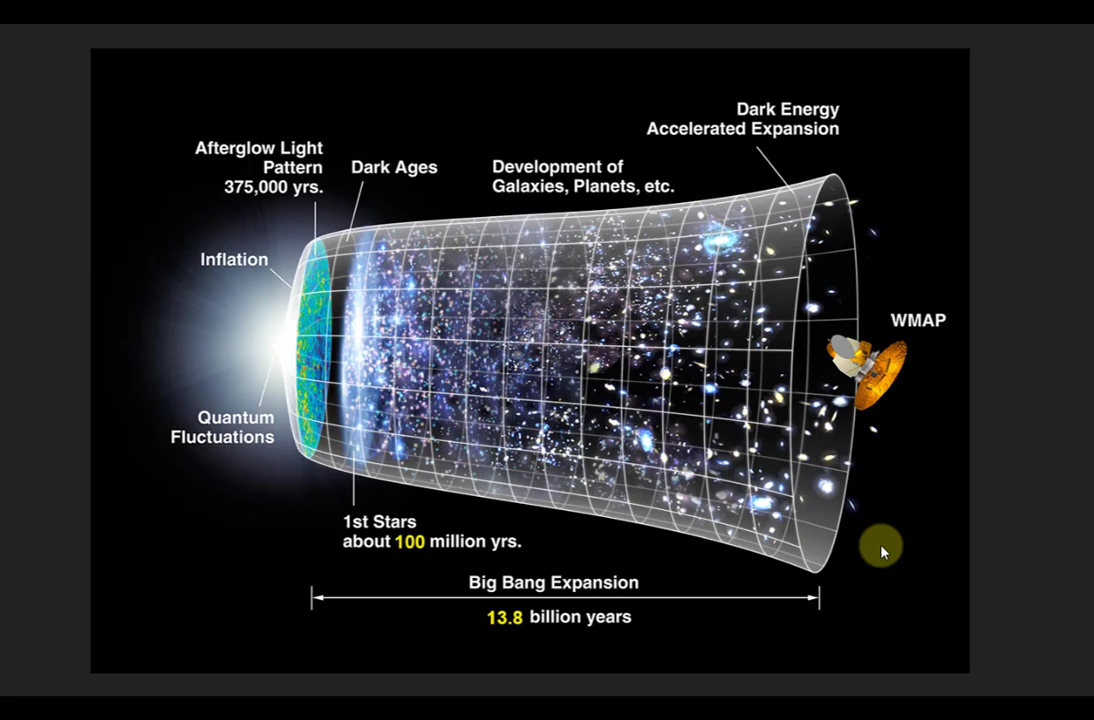 Dark Energy
Accelerated Expansion
Afterglow Light
Pattern
375,000 yrs.
Dark Ages
Development of
Galaxies, Planets, etc.
Inflation
WMAP
Quantum
Fluctuations
1st Stars
about 100 million yrs.
Big Bang Expansion
13.8 billion years